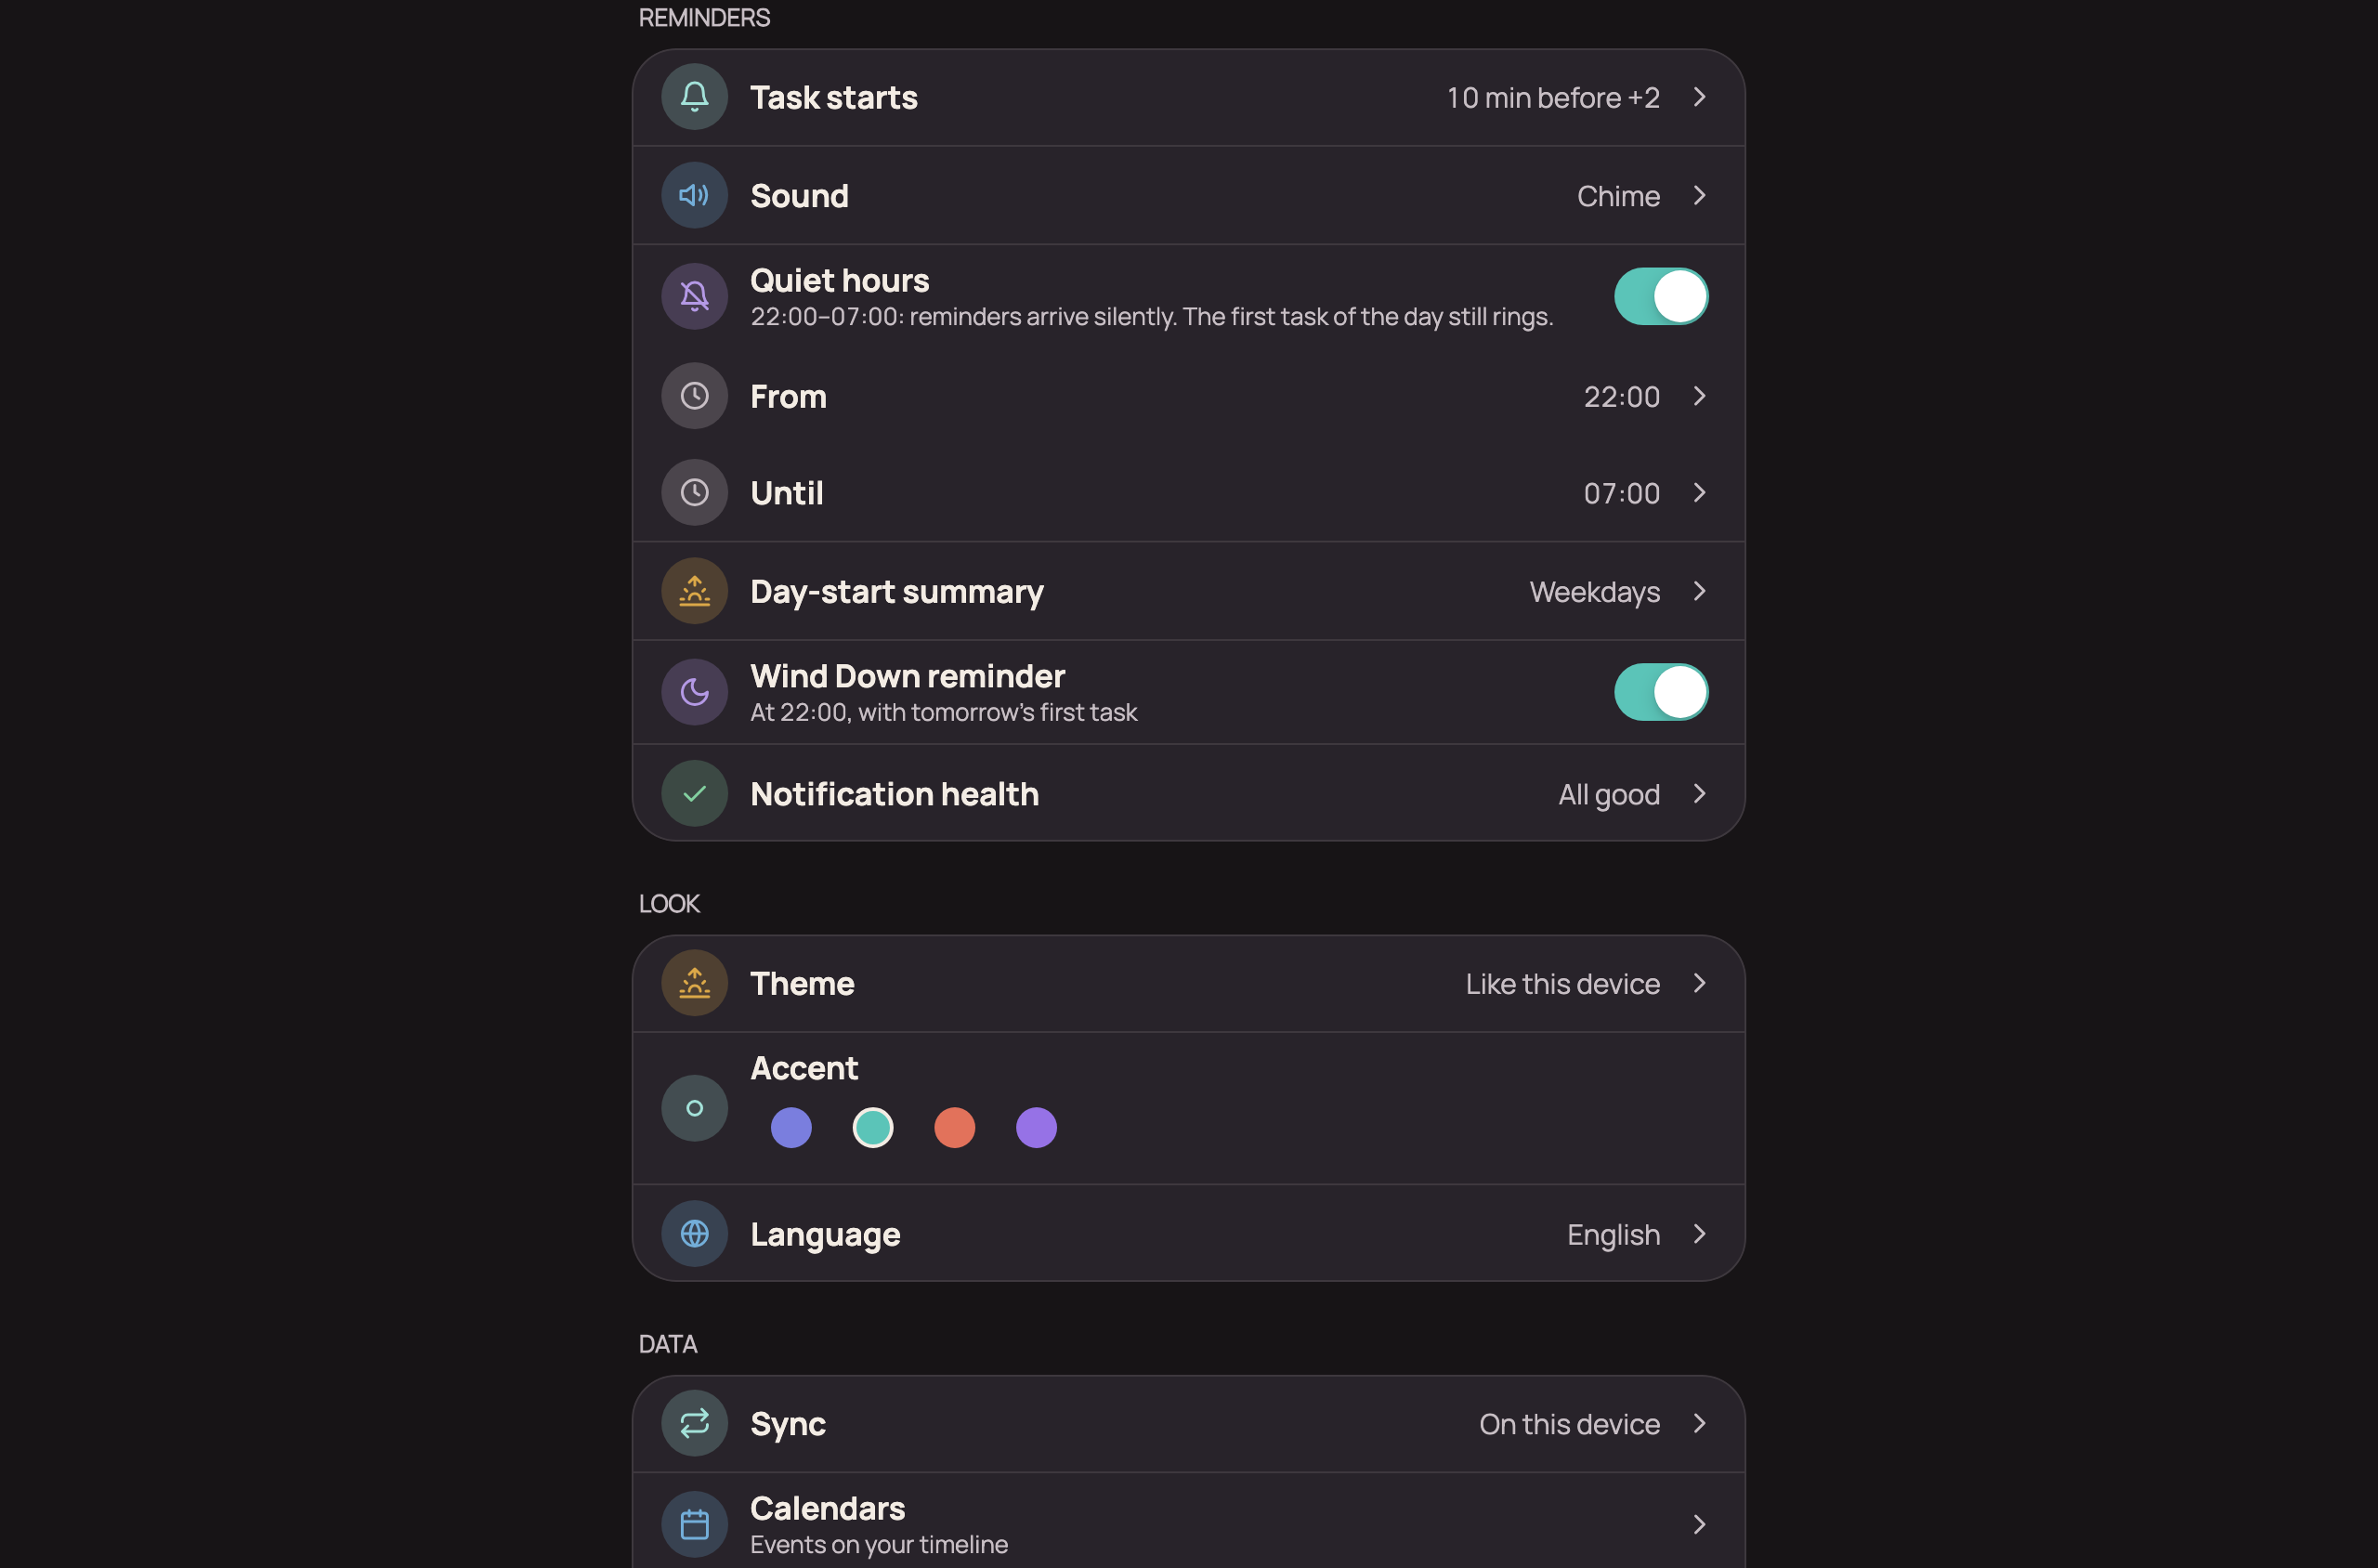 REMINDERS
Task starts
10 min before +2
Sound
Chime
Quiet hours
22:00–07:00: reminders arrive silently. The first task of the day still rings.
From
22:00
Until
07:00
Day-start summary
Weekdays
Wind Down reminder
At 22:00, with tomorrow’s first task
Notification health
All good
LOOK
Theme
Like this device
Accent
Language
English
DATA
Sync
On this device
Calendars
Events on your timeline